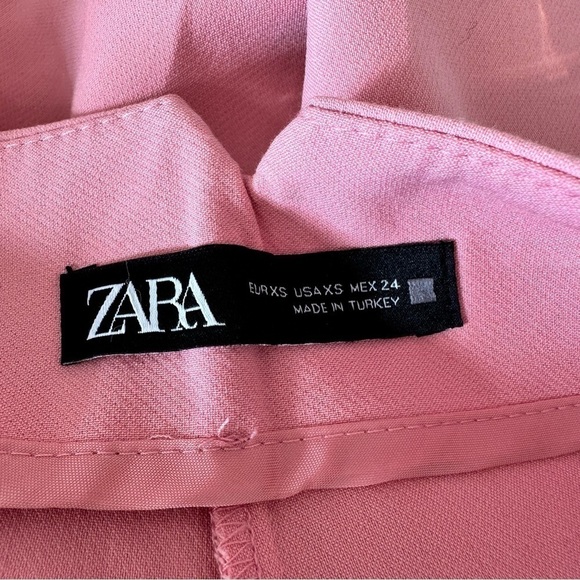 ZARA
EUR XS USA XS MEX 24
MADE IN TURKEY